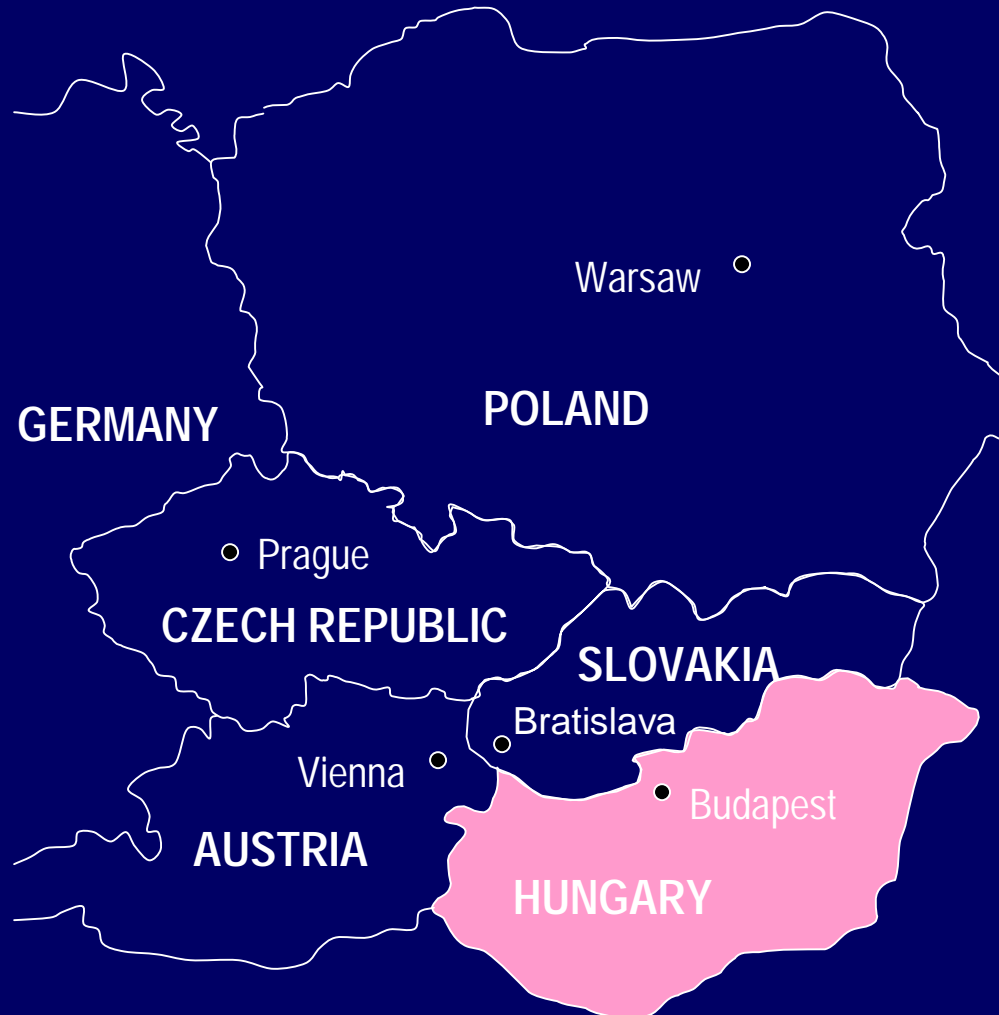 Warsaw
POLAND
GERMANY
Prague
CZECH REPUBLIC
SLOVAKIA
Bratislava
Vienna
Budapest
AUSTRIA
HUNGARY